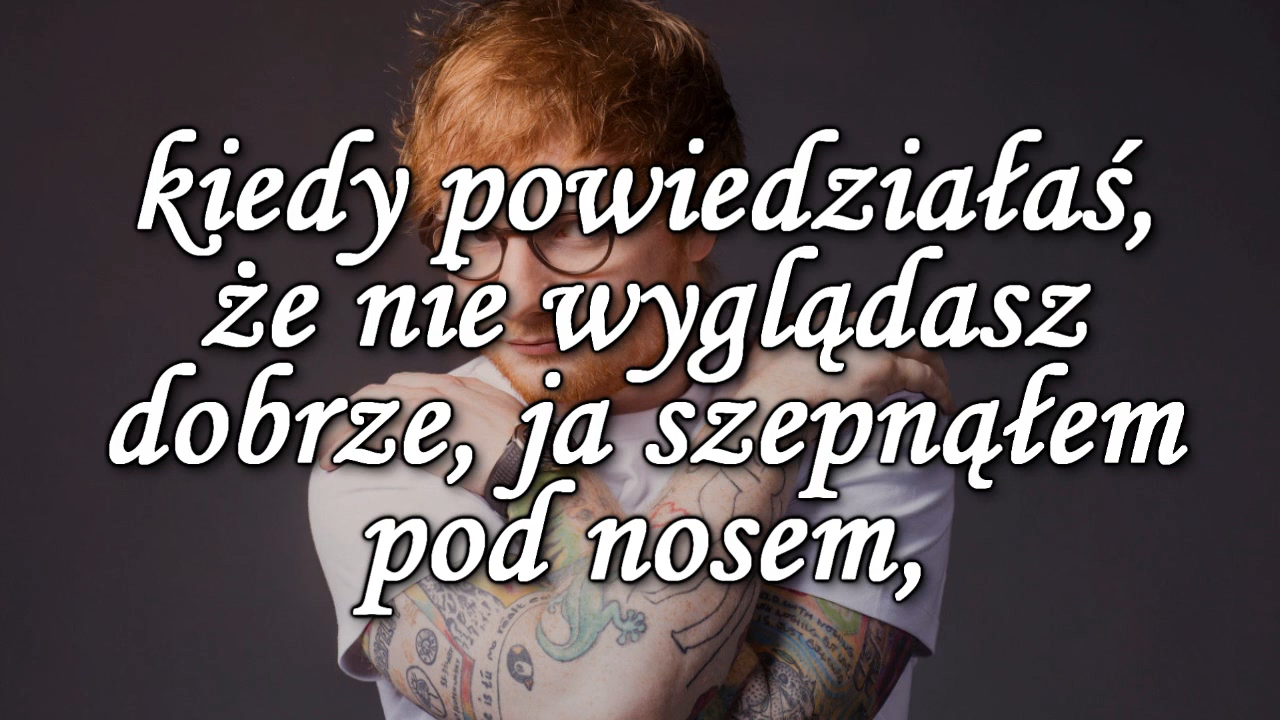 kiedy powiedziałaś,
że nie wyglądasz
dobrze, ja szepnąłem
pod nosem,